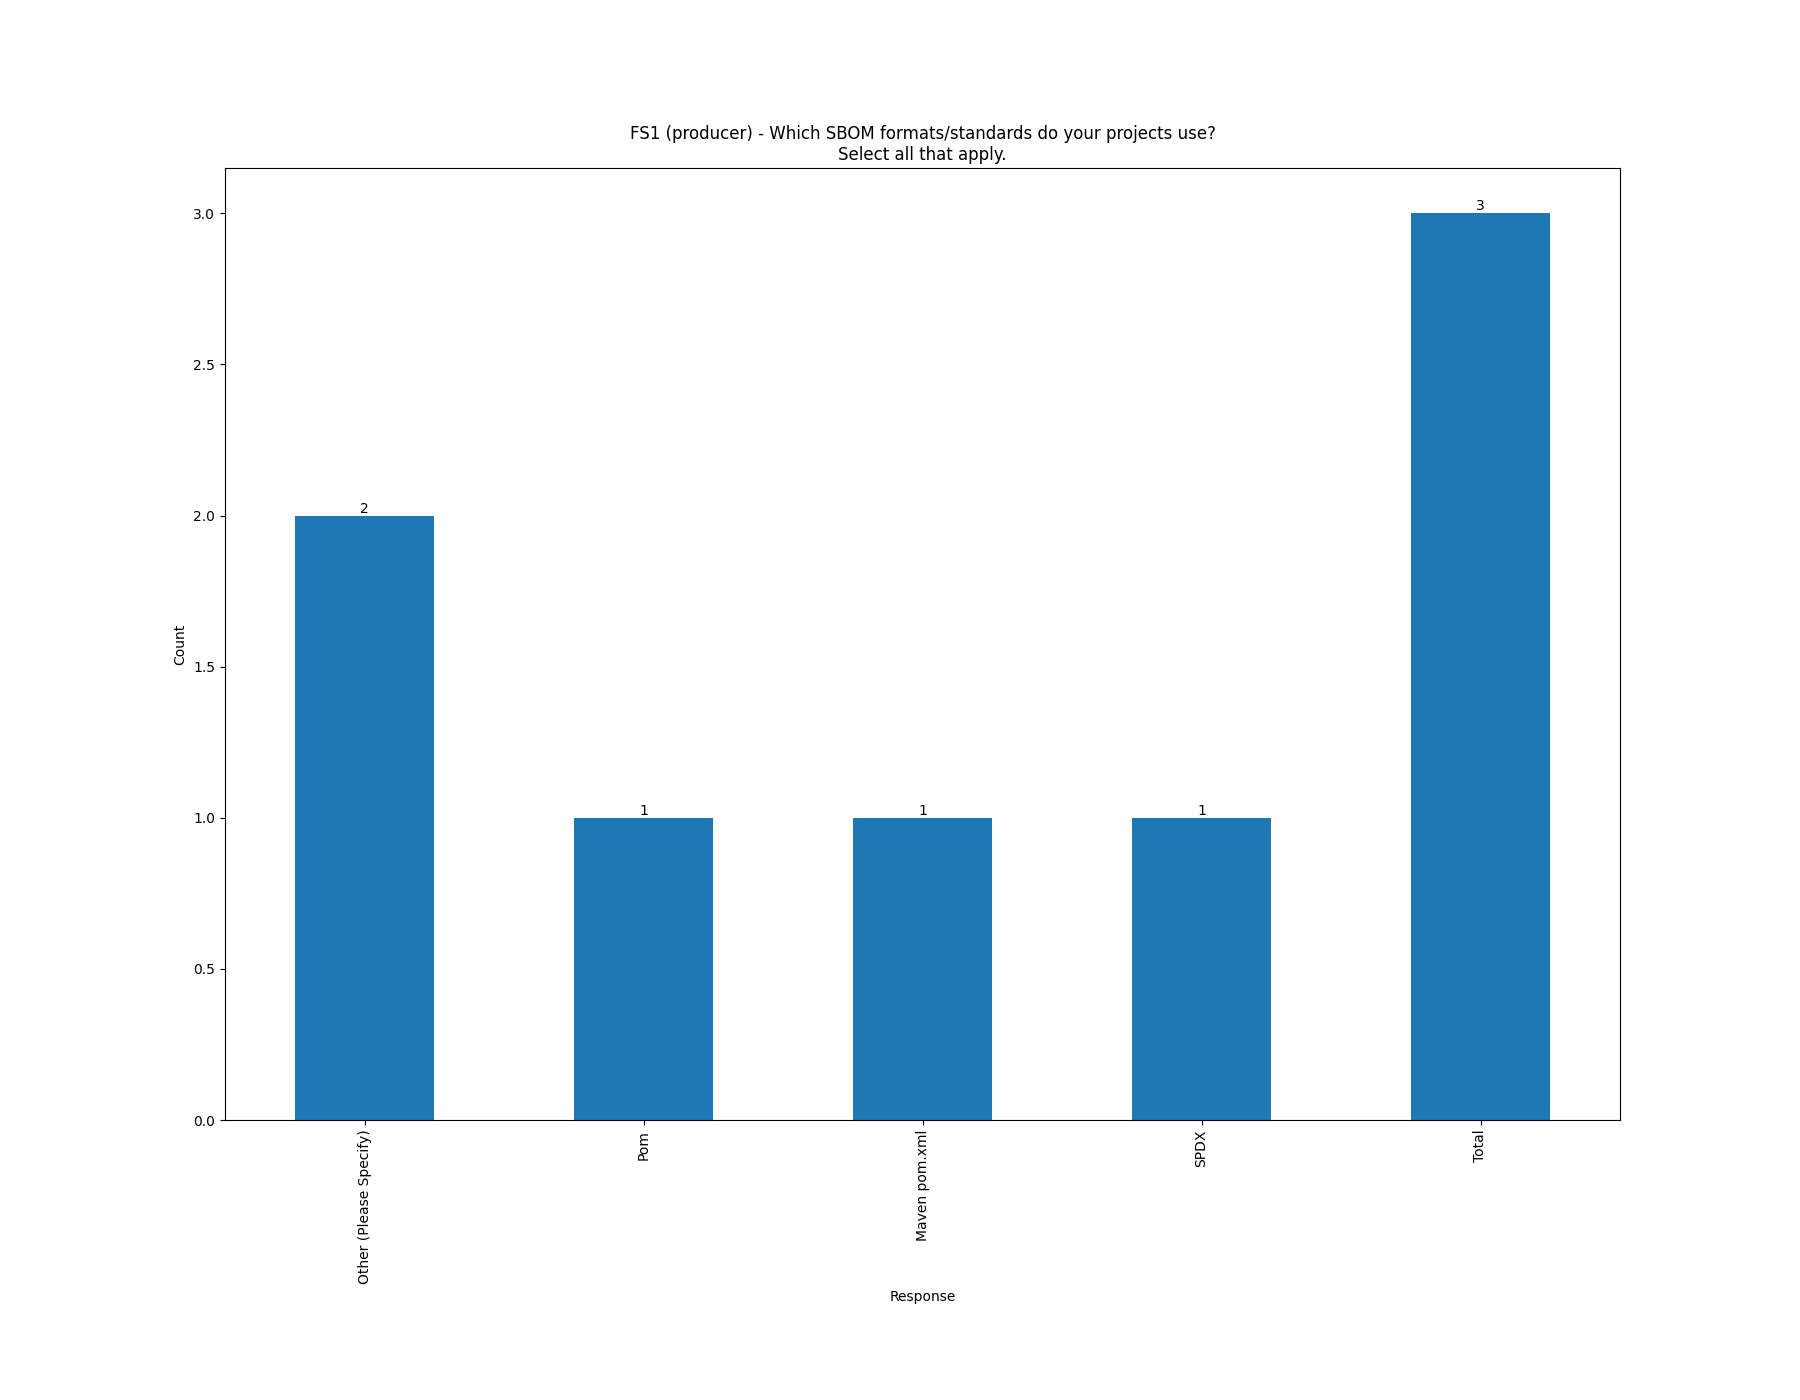 FS1 (producer) - Which SBOM formats/standards do your projects use?
Select all that apply.
3.0
2.5
2.0
1.5
1.0
0.5
0.0
Count
2
1
1
1
3
Other (Please Specify)
Pom
Maven pom.xml
SPDX
Total
Response